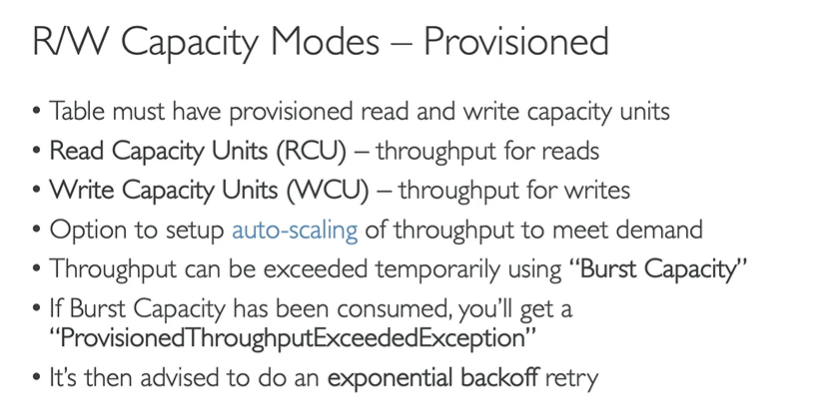 R/W Capacity Modes – Provisioned
• Table must have provisioned read and write capacity units
• Read Capacity Units (RCU) – throughput for reads
• Write Capacity Units (WCU) – throughput for writes
• Option to setup auto-scaling of throughput to meet demand
• Throughput can be exceeded temporarily using “Burst Capacity”
• If Burst Capacity has been consumed, you’ll get a
“ProvisionedThroughputExceededException”
• It’s then advised to do an exponential backoff retry